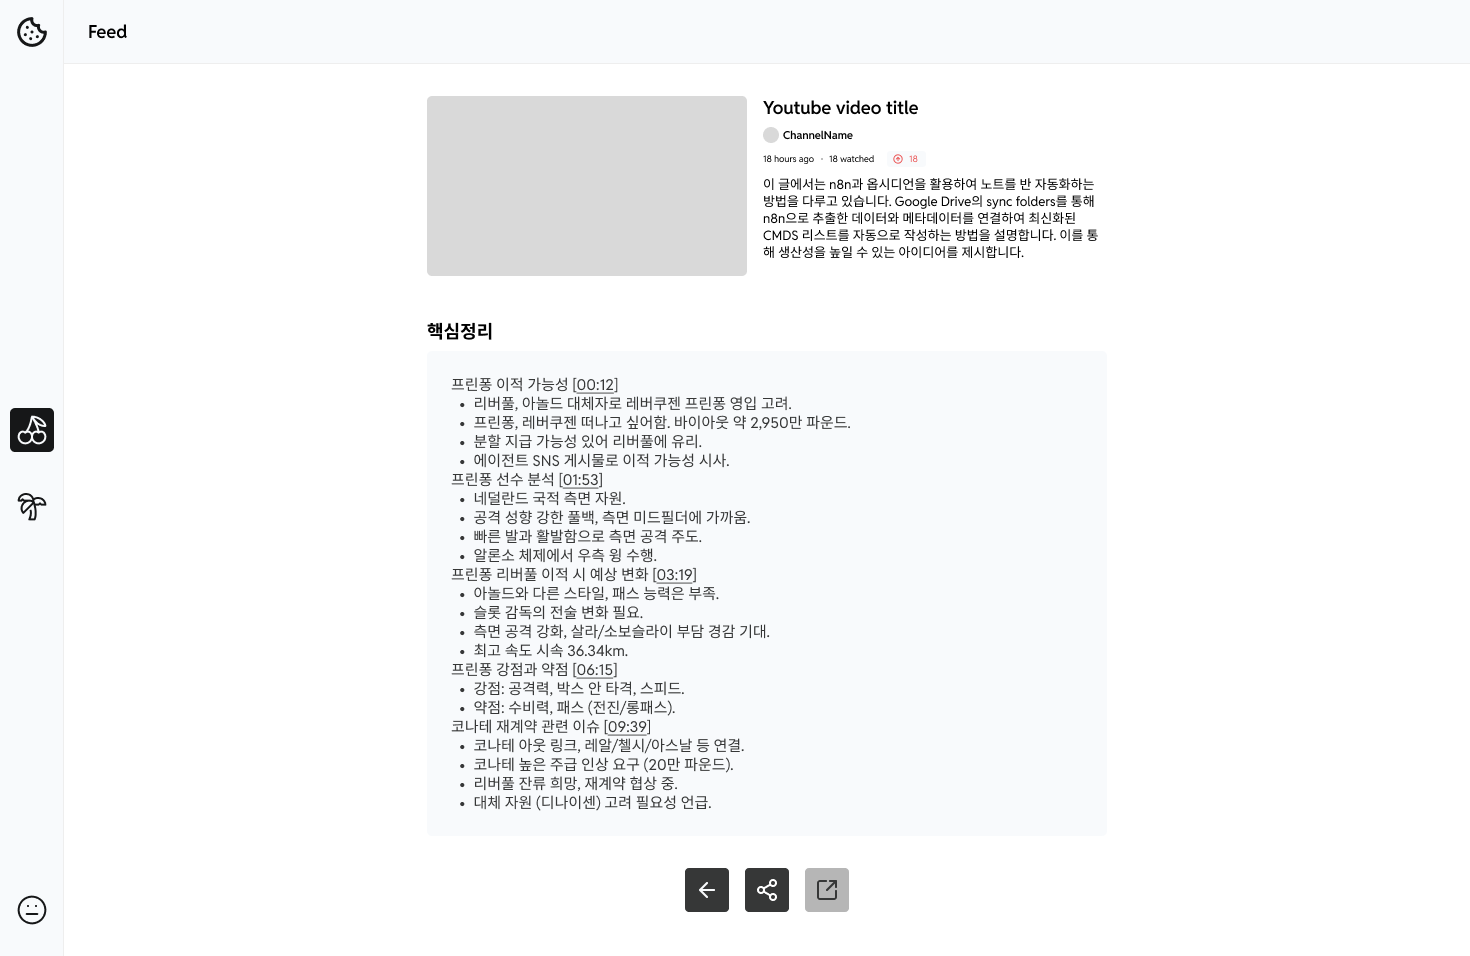 Feed
Youtube video title
ChannelName
18 hours ago · 18 watched 18
이 글에서는 n8n과 옵시디언을 활용하여 노트를 반 자동화하는
방법을 다루고 있습니다. Google Drive의 sync folders를 통해
n8n으로 추출한 데이터와 메타데이터를 연결하여 최신화된
CMDS 리스트를 자동으로 작성하는 방법을 설명합니다. 이를 통
해 생산성을 높일 수 있는 아이디어를 제시합니다.
핵심정리
프린퐁 이적 가능성 [00:12]
• 리버풀, 아놀드 대체자로 레버쿠젠 프린퐁 영입 고려.
• 프린퐁, 레버쿠젠 떠나고 싶어함. 바이아웃 약 2,950만 파운드.
• 분할 지급 가능성 있어 리버풀에 유리.
• 에이전트 SNS 게시물로 이적 가능성 시사.
프린퐁 선수 분석 [01:53]
• 네덜란드 국적 측면 자원.
• 공격 성향 강한 풀백, 측면 미드필더에 가까움.
• 빠른 발과 활발함으로 측면 공격 주도.
• 알론소 체제에서 우측 윙 수행.
프린퐁 리버풀 이적 시 예상 변화 [03:19]
• 아놀드와 다른 스타일, 패스 능력은 부족.
• 슬롯 감독의 전술 변화 필요.
• 측면 공격 강화, 살라/소보슬라이 부담 경감 기대.
• 최고 속도 시속 36.34km.
프린퐁 강점과 약점 [06:15]
• 강점: 공격력, 박스 안 타격, 스피드.
• 약점: 수비력, 패스 (전진/롱패스).
코나테 재계약 관련 이슈 [09:39]
• 코나테 아웃 링크, 레알/첼시/아스날 등 연결.
• 코나테 높은 주급 인상 요구 (20만 파운드).
• 리버풀 잔류 희망, 재계약 협상 중.
• 대체 자원 (디나이센) 고려 필요성 언급.